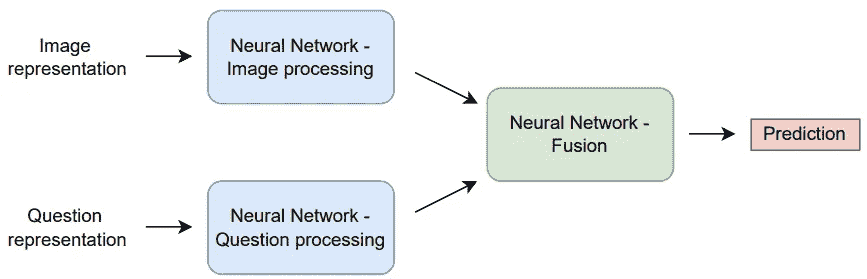 Image
representation
Neural Network -
Image processing
Neural Network -
Fusion
Prediction
Question
representation
Neural Network -
Question processing